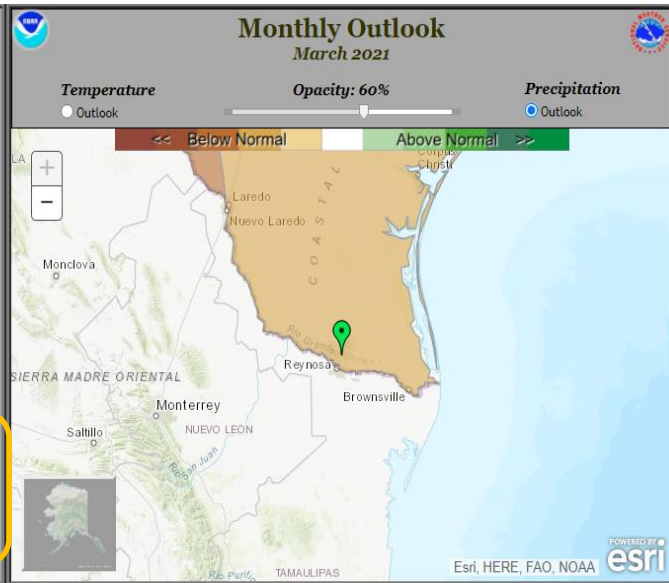 NOAA
Monthly Outlook
March 2021
Temperature
Outlook
Opacity: 60%
Precipitation
Outlook
<< Below Normal
Above Normal >>
+
−
LA
Corpus
Christi
Laredo
Nuevo Laredo
COASTAL
Monclova
Rio Grande
Reynosa
SIERRA MADRE ORIENTAL
Brownsville
Monterrey
Saltillo
NUEVO LEON
Rio San Juan
TAMAULIPAS
Esri, HERE, FAO, NOAA
POWERED BY
esri